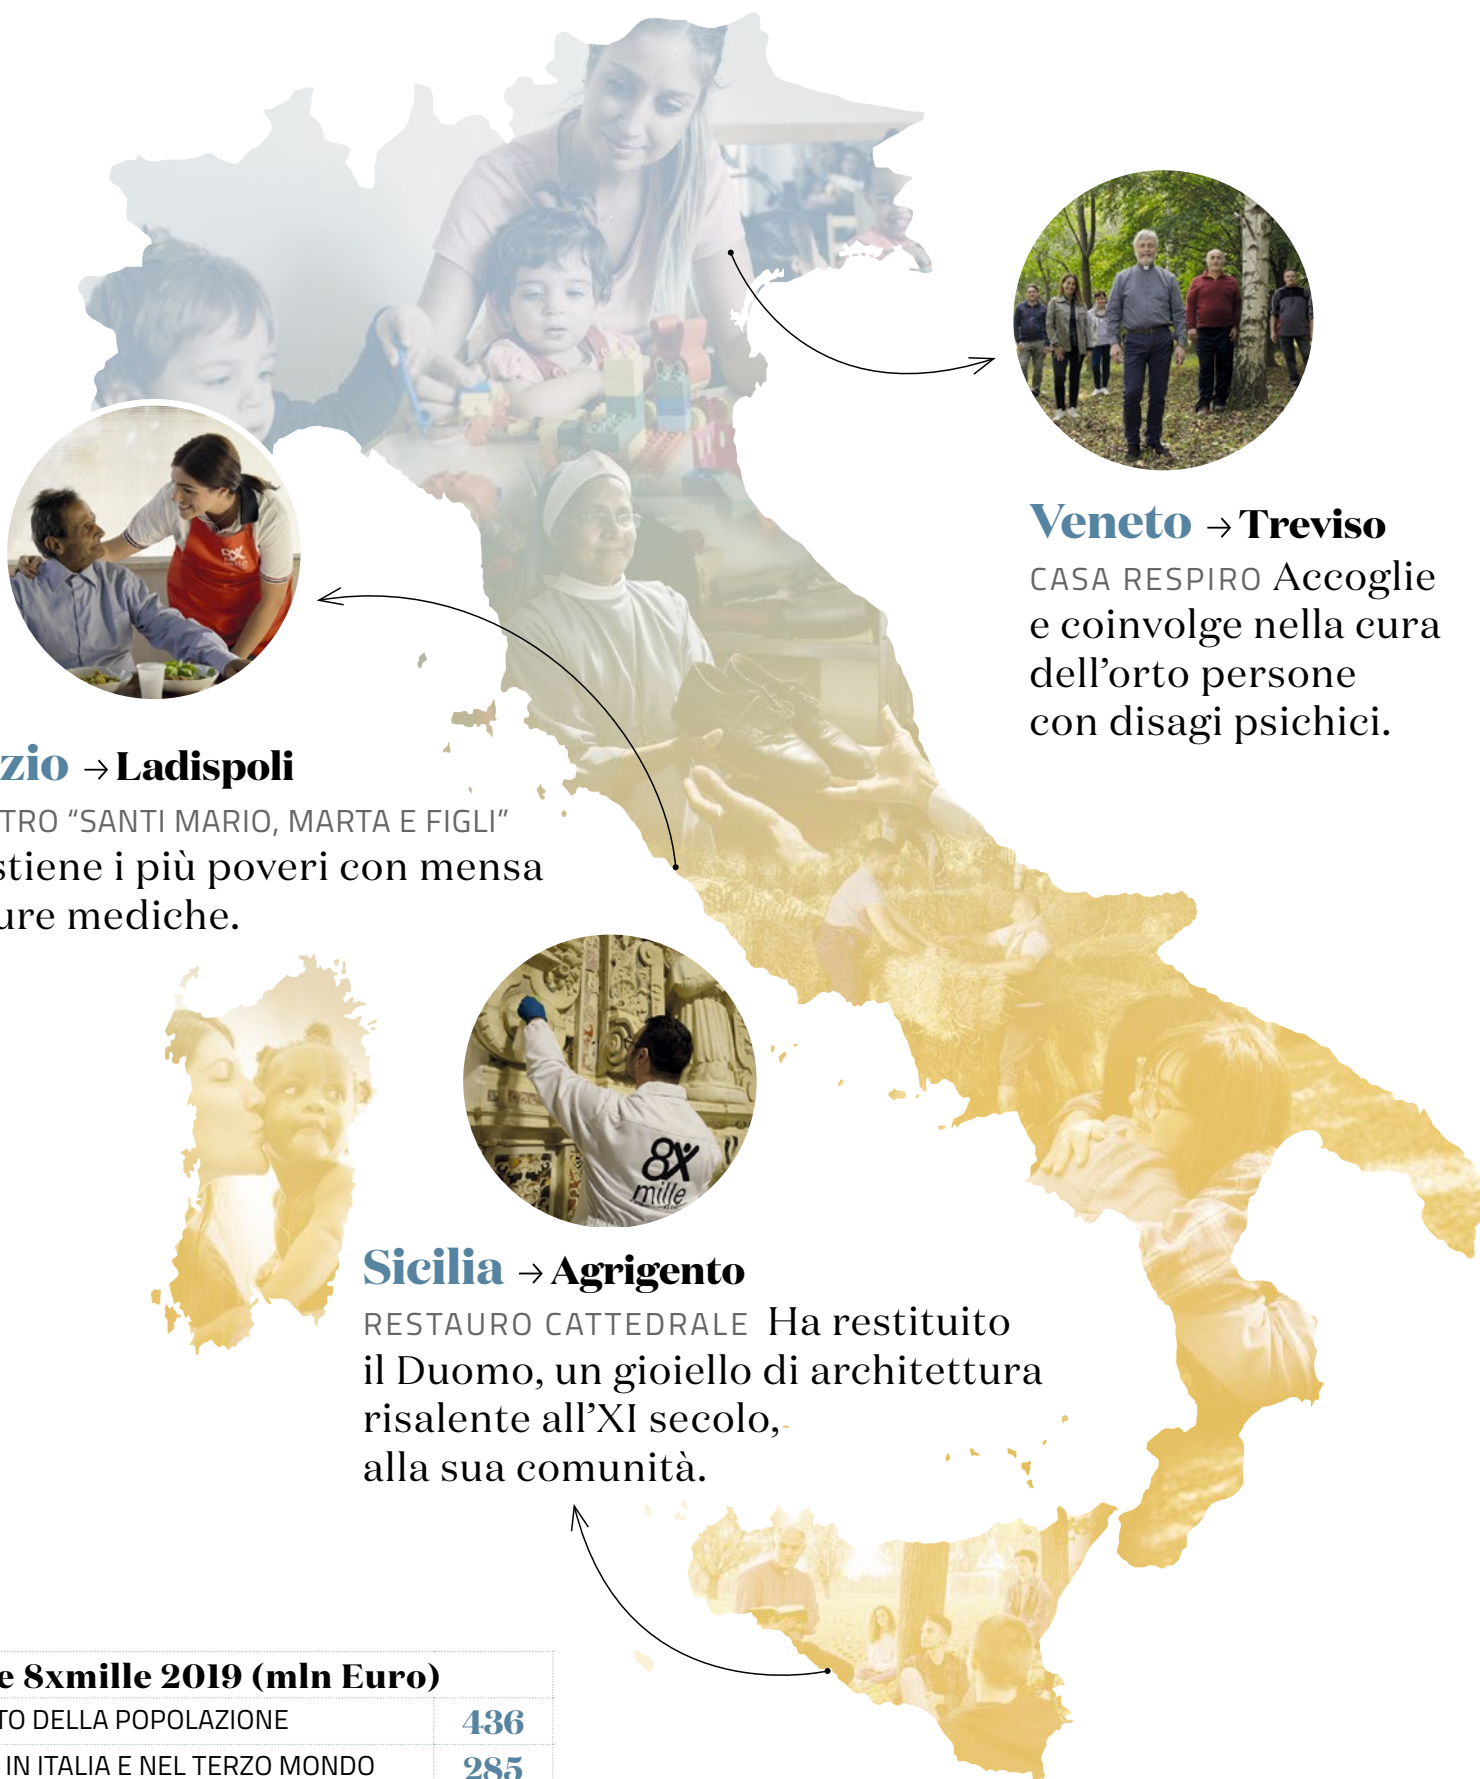 Veneto → Treviso
CASA RESPIRO Accoglie
e coinvolge nella cura
dell’orto persone
con disagi psichici.
zio → Ladispoli
TRO “SANTI MARIO, MARTA E FIGLI”
stiene i più poveri con mensa
ure mediche.
8x
mille
Sicilia → Agrigento
RESTAURO CATTEDRALE Ha restituito
il Duomo, un gioiello di architettura
risalente all’XI secolo,
alla sua comunità.
e 8xmille 2019 (mln Euro)
TO DELLA POPOLAZIONE 436
IN ITALIA E NEL TERZO MONDO 285